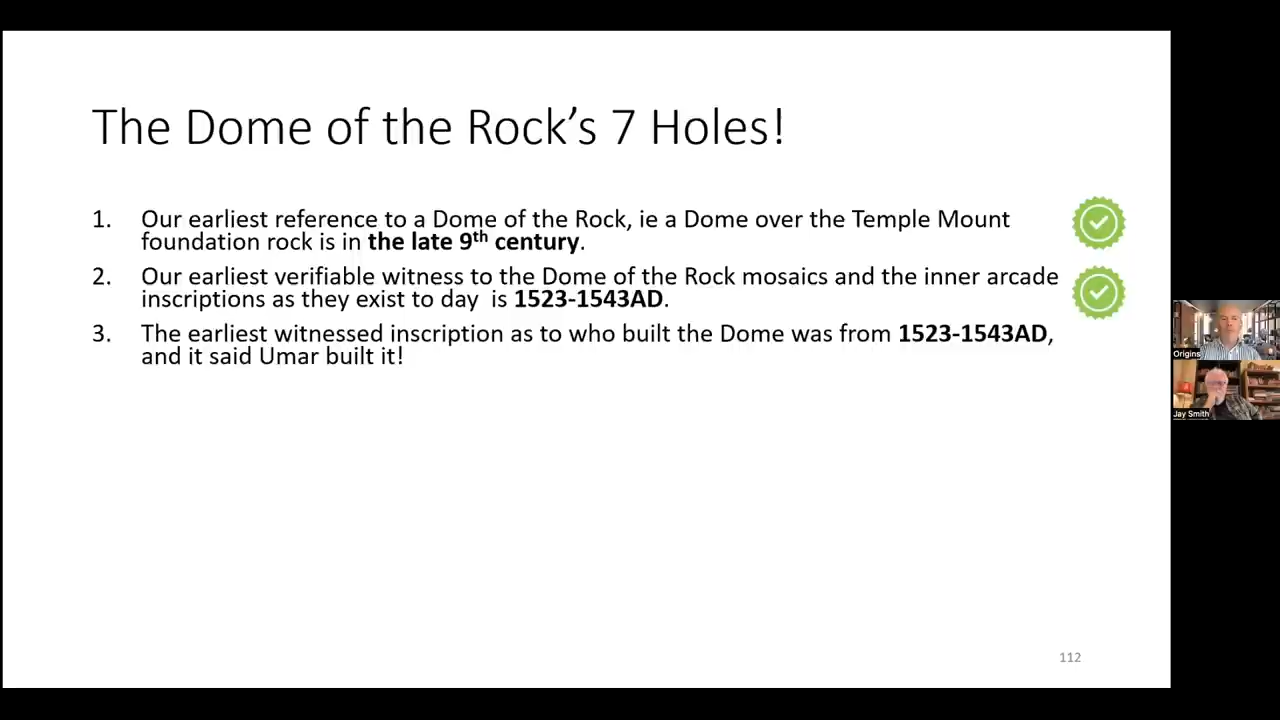 The Dome of the Rock's 7 Holes!
1. Our earliest reference to a Dome of the Rock, ie a Dome over the Temple Mount
foundation rock is in the late 9th century.
2. Our earliest verifiable witness to the Dome of the Rock mosaics and the inner arcade
inscriptions as they exist to day is 1523-1543AD.
3. The earliest witnessed inscription as to who built the Dome was from 1523-1543AD,
and it said Umar built it!
Origins
Jay Smith
112